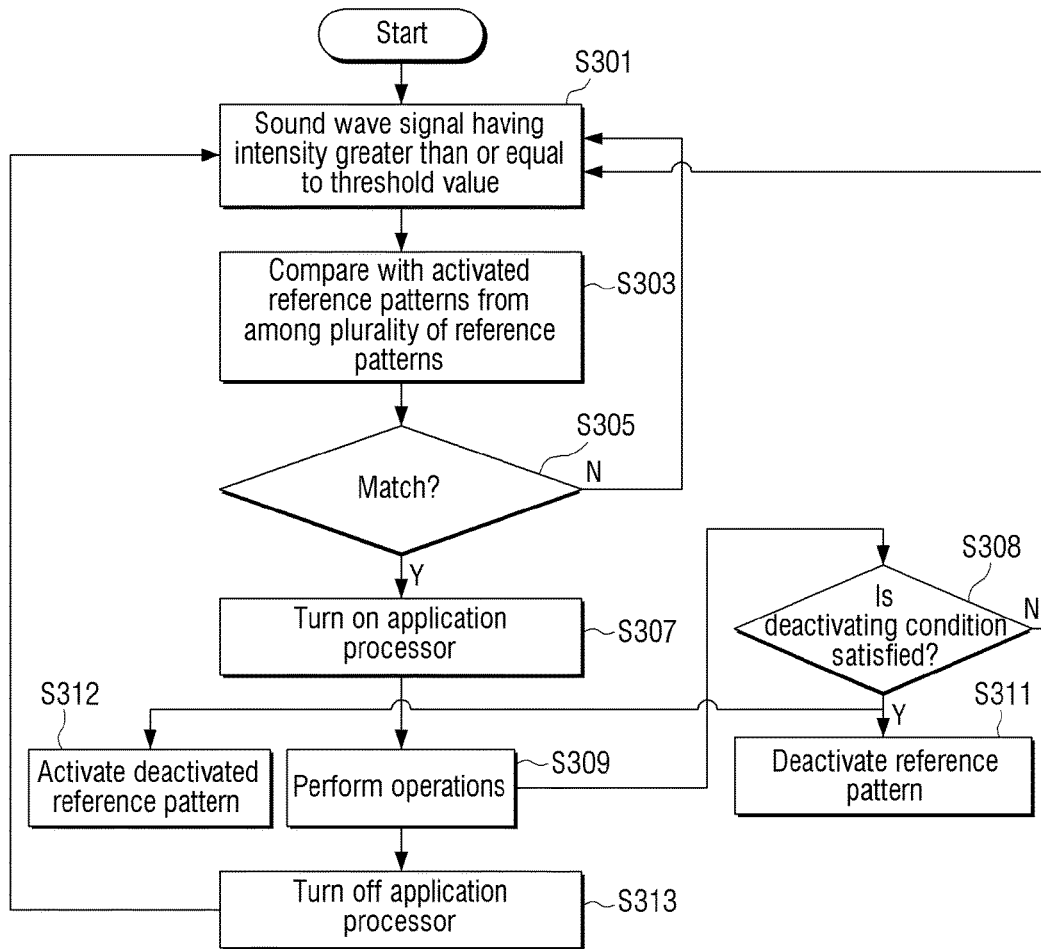 Start
S301
Sound wave signal having
intensity greater than or equal
to threshold value
Compare with activated
reference patterns from
among plurality of reference
patterns
S303
S305
Match?
N
Y
Turn on application
processor
S307
S308
Is
deactivating condition
satisfied?
N
Y
S312
Activate deactivated
reference pattern
Perform operations
S309
S311
Deactivate reference
pattern
Turn off application
processor
S313